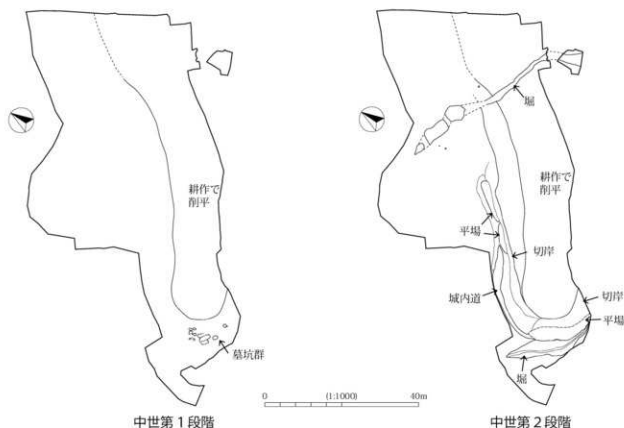 耕作で
削平
墓坑群
中世第1段階
0
(1:1000)
40m
堀
耕作で
削平
平場
切岸
城内道
切岸
平場
堀
中世第2段階